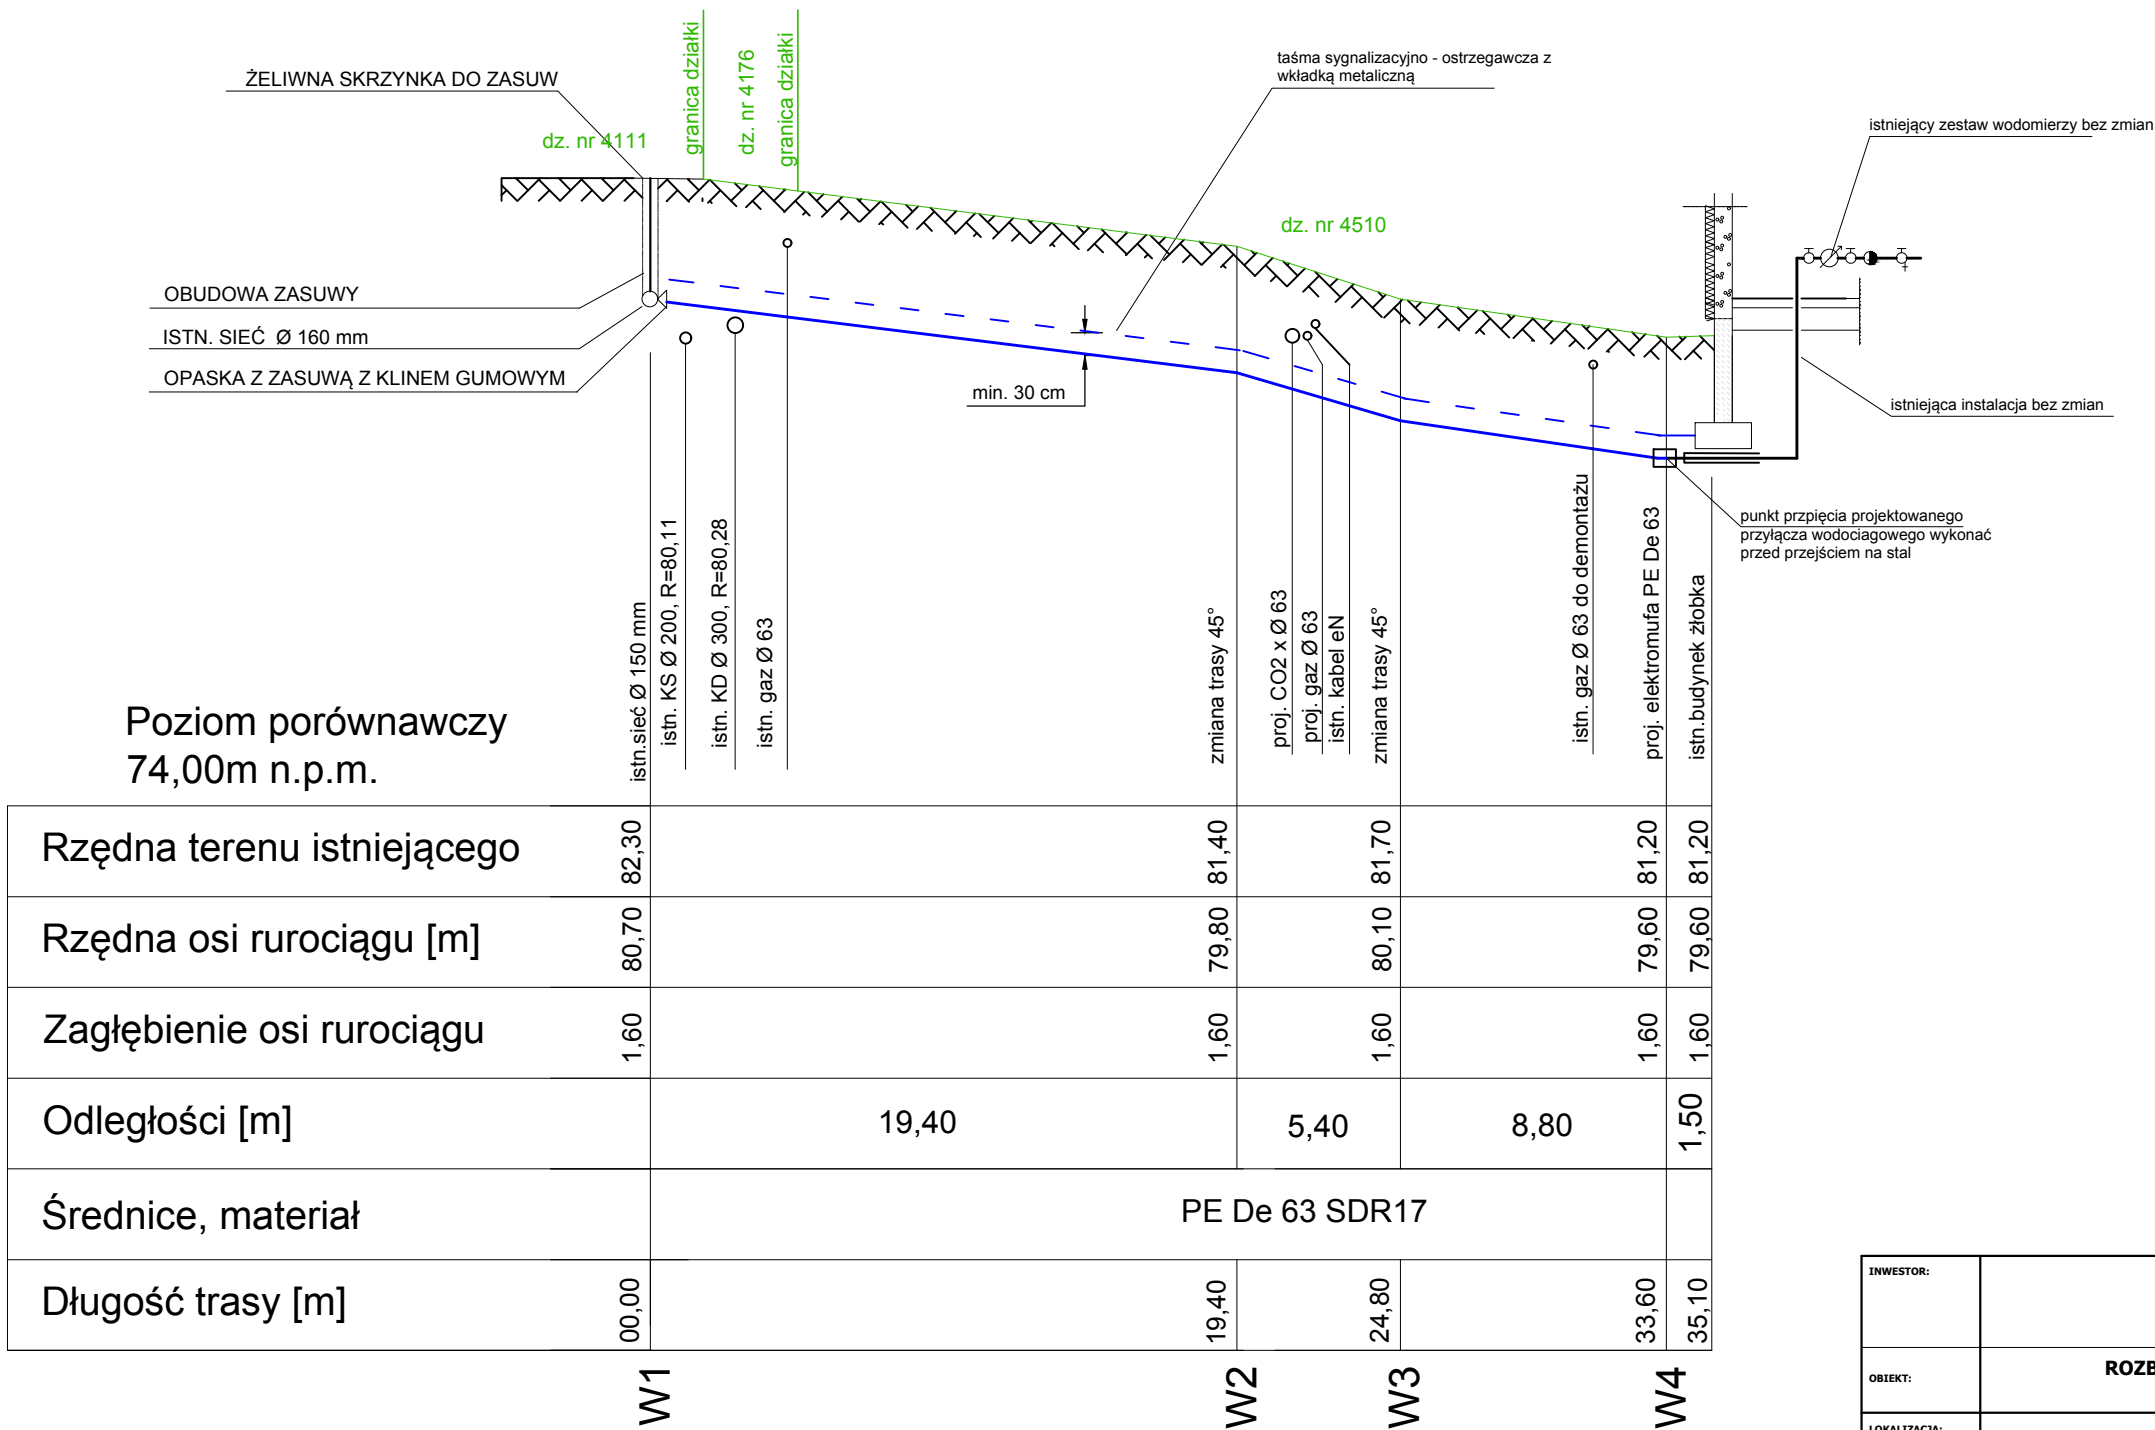 ŻELIWNA SKRZYNKA DO ZASUW
dz. nr 4111
granica działki
dz. nr 4176
granica działki
taśma sygnalizacyjno - ostrzegawcza z
wkładką metaliczną
istniejący zestaw wodomierzy bez zmian
dz. nr 4510
OBUDOWA ZASUWY
ISTN. SIEĆ Ø 160 mm
OPASKA Z ZASUWĄ Z KLINEM GUMOWYM
min. 30 cm
istniejąca instalacja bez zmian
punkt przpięcia projektowanego
przyłącza wodociagowego wykonać
przed przejściem na stal
istn.sieć Ø 150 mm
istn. KS Ø 200, R=80,11
istn. KD Ø 300, R=80,28
istn. gaz Ø 63
zmiana trasy 45°
proj. CO2 x Ø 63
proj. gaz Ø 63
istn. kabel eN
zmiana trasy 45°
istn. gaz Ø 63 do demontażu
proj. elektromufa PE De 63
istn.budynek żłobka
Poziom porównawczy
74,00m n.p.m.
Rzędna terenu istniejącego 82,30 81,40 81,70 81,20 81,20
Rzędna osi rurociągu [m] 80,70 79,80 80,10 79,60 79,60
Zagłębienie osi rurociągu 1,60 1,60 1,60 1,60 1,60
Odległości [m] 19,40 5,40 8,80 1,50
Średnice, materiał PE De 63 SDR17
Długość trasy [m] 00,00 19,40 24,80 33,60 35,10
W1 W2 W3 W4
INWESTOR:
OBIEKT: ROZB
LOKALIZACJA: